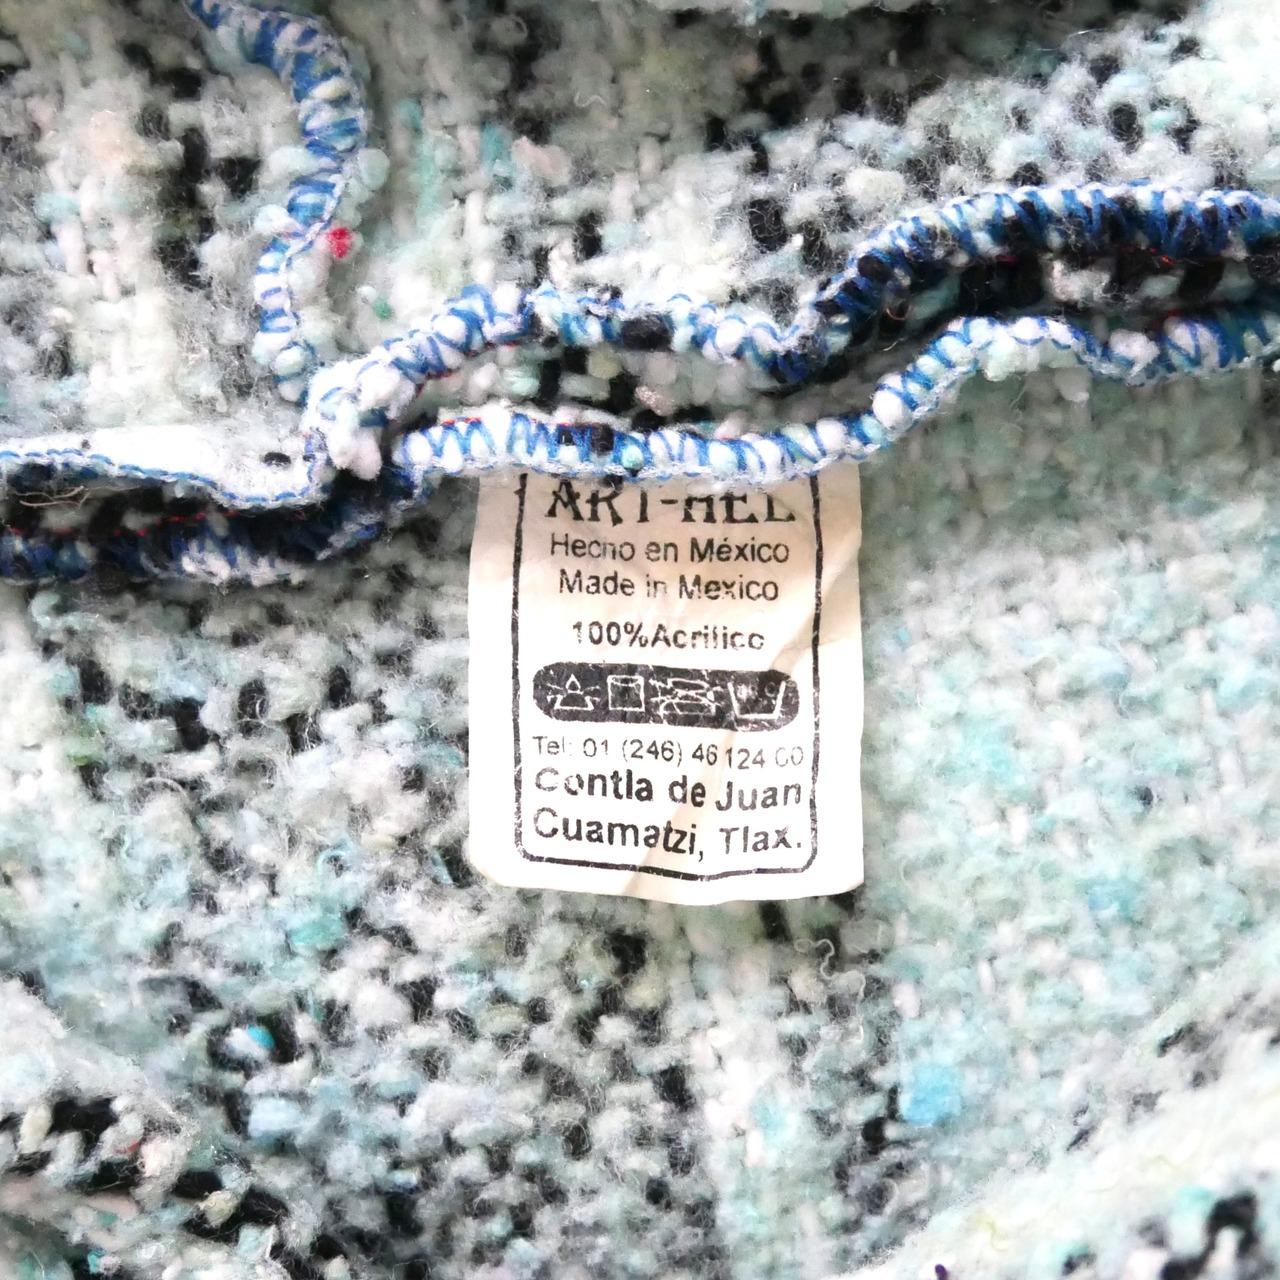 ART-HEL
Hecho en México
Made in Mexico
100%Acrilico
Tel: 01 (246) 46 124 00
Contla de Juan
Cuamatzi, Tlax.